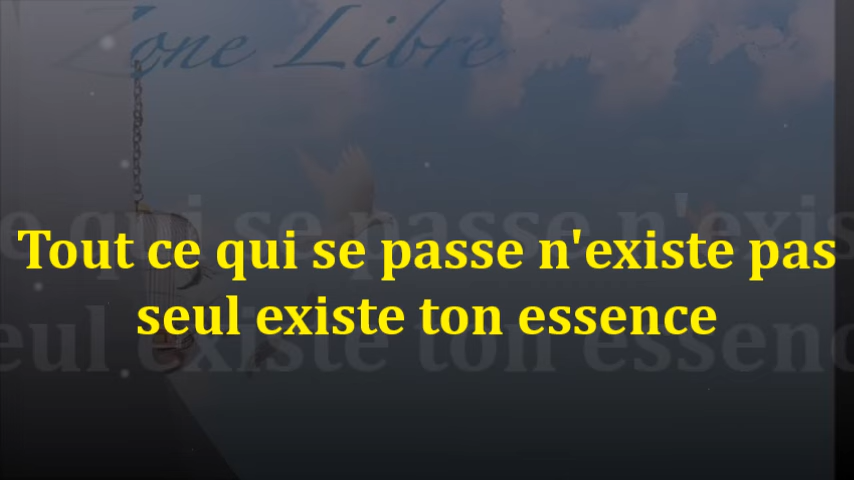 Zone Libre
Tout ce qui se passe n'existe pas
seul existe ton essence